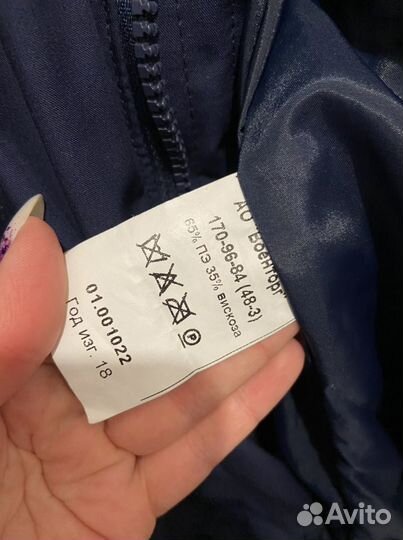 АО "Военторг"
170-96-84 (48-3)
65% ПЭ 35% вискоза
P
01.001022
Год изг. 18
Avito